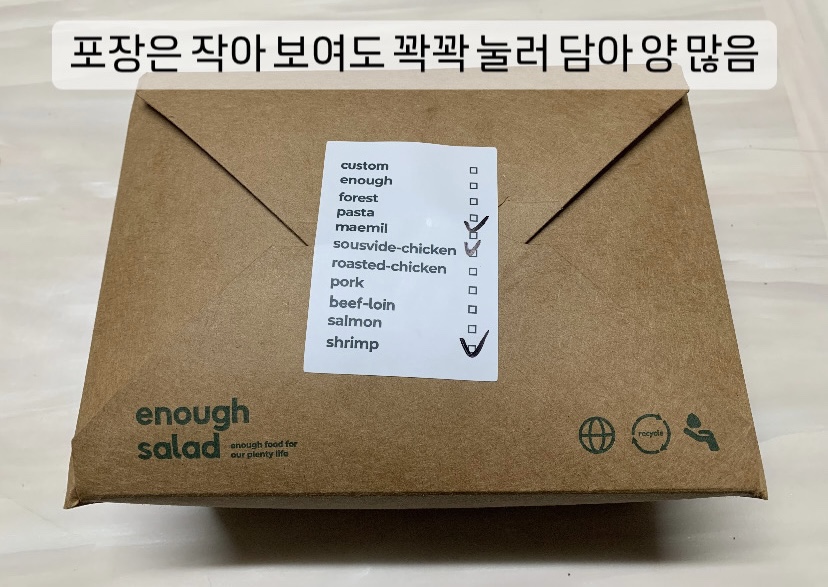 포장은 작아 보여도 꽉꽉 눌러 담아 양 많음
custom
enough
forest
pasta
maemil
sousvide-chicken
roasted-chicken
pork
beef-loin
salmon
shrimp
enough
salad
enough food for
our plenty life
recycle